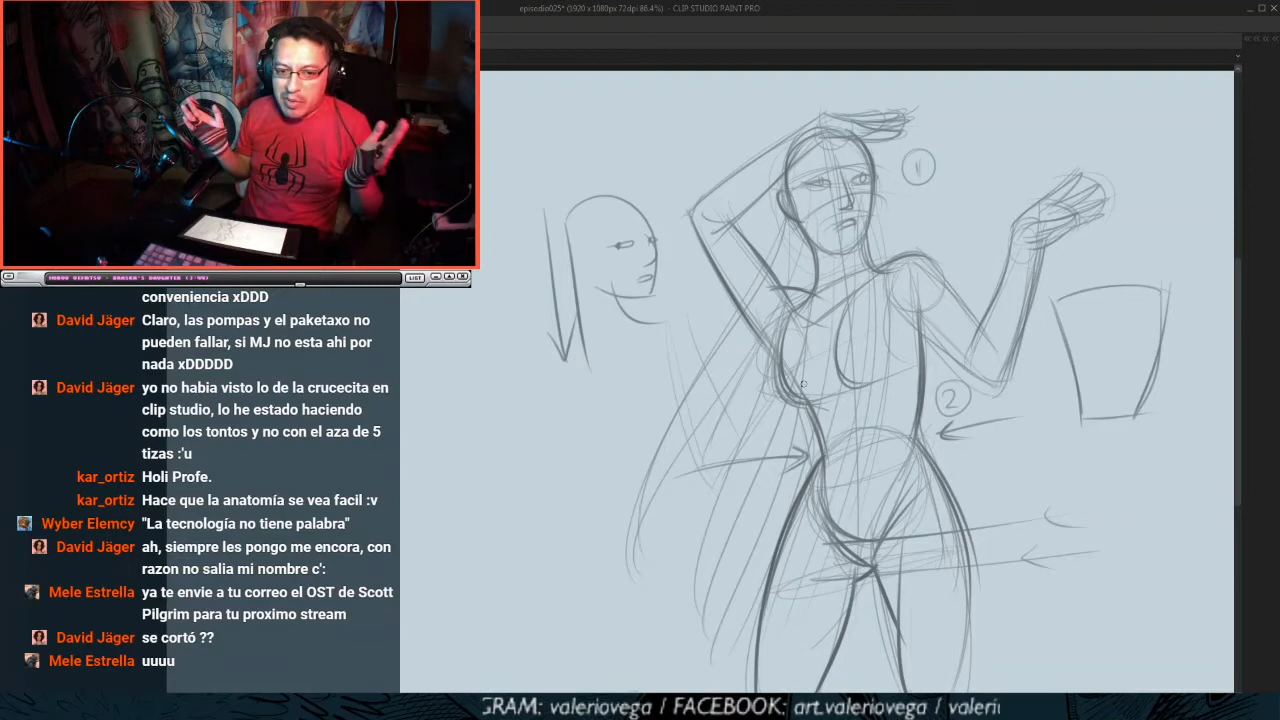 episodio025* (1920 x 1080px 72dpi 86.4%) - CLIP STUDIO PAINT PRO
LIST
conveniencia xDDD
David Jäger Claro, las pompas y el paketaxo no
pueden fallar, si MJ no esta ahi por
nada xDDDDD
David Jäger yo no habia visto lo de la crucecita en
clip studio, lo he estado haciendo
como los tontos y no con el aza de 5
tizas :'u
kar_ortiz Holi Profe.
kar_ortiz Hace que la anatomía se vea facil :v
Wyber Elemcy "La tecnología no tiene palabra"
David Jäger ah, siempre les pongo me encora, con
razon no salia mi nombre c':
Mele Estrella ya te envie a tu correo el OST de Scott
Pilgrim para tu proximo stream
David Jäger se cortó ??
Mele Estrella uuuu
1
2
GRAM: valeriovega / FACEBOOK: art.valeriovega / valeri